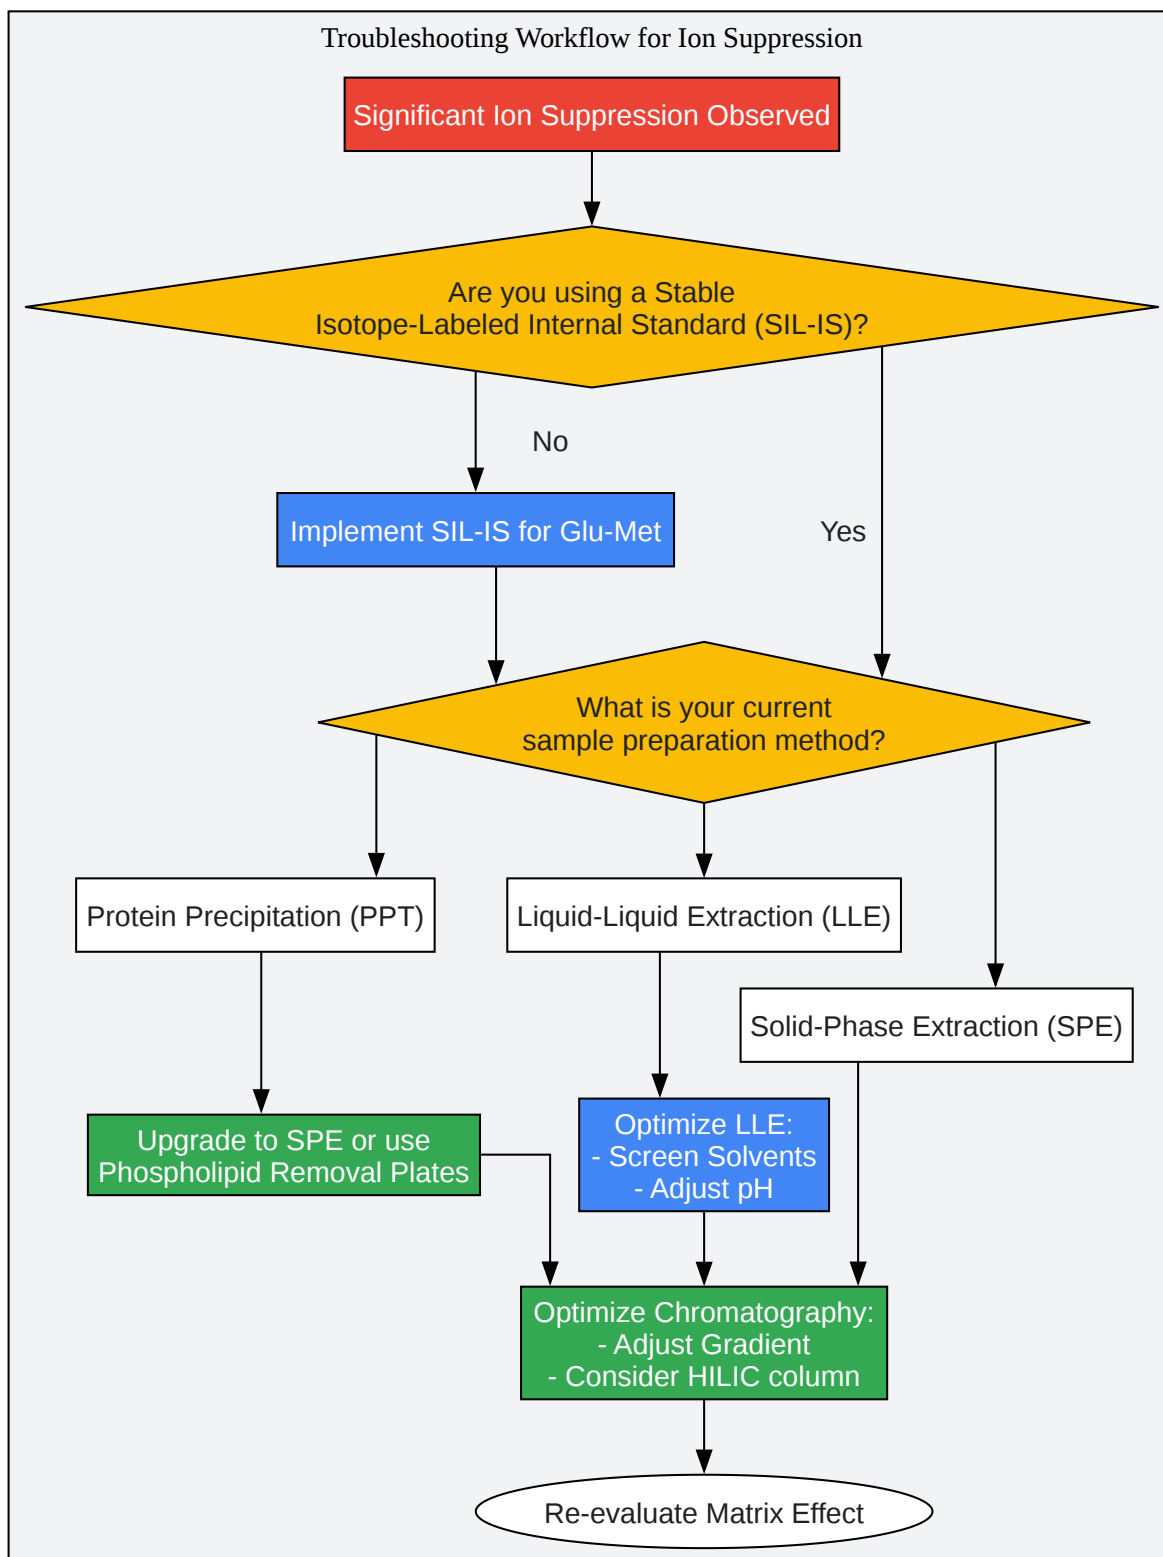 Troubleshooting Workflow for Ion Suppression
Significant Ion Suppression Observed
Are you using a Stable
Isotope-Labeled Internal Standard (SIL-IS)?
No
Implement SIL-IS for Glu-Met
Yes
What is your current
sample preparation method?
Protein Precipitation (PPT)
Liquid-Liquid Extraction (LLE)
Solid-Phase Extraction (SPE)
Upgrade to SPE or use
Phospholipid Removal Plates
Optimize LLE:
- Screen Solvents
- Adjust pH
Optimize Chromatography:
- Adjust Gradient
- Consider HILIC column
Re-evaluate Matrix Effect